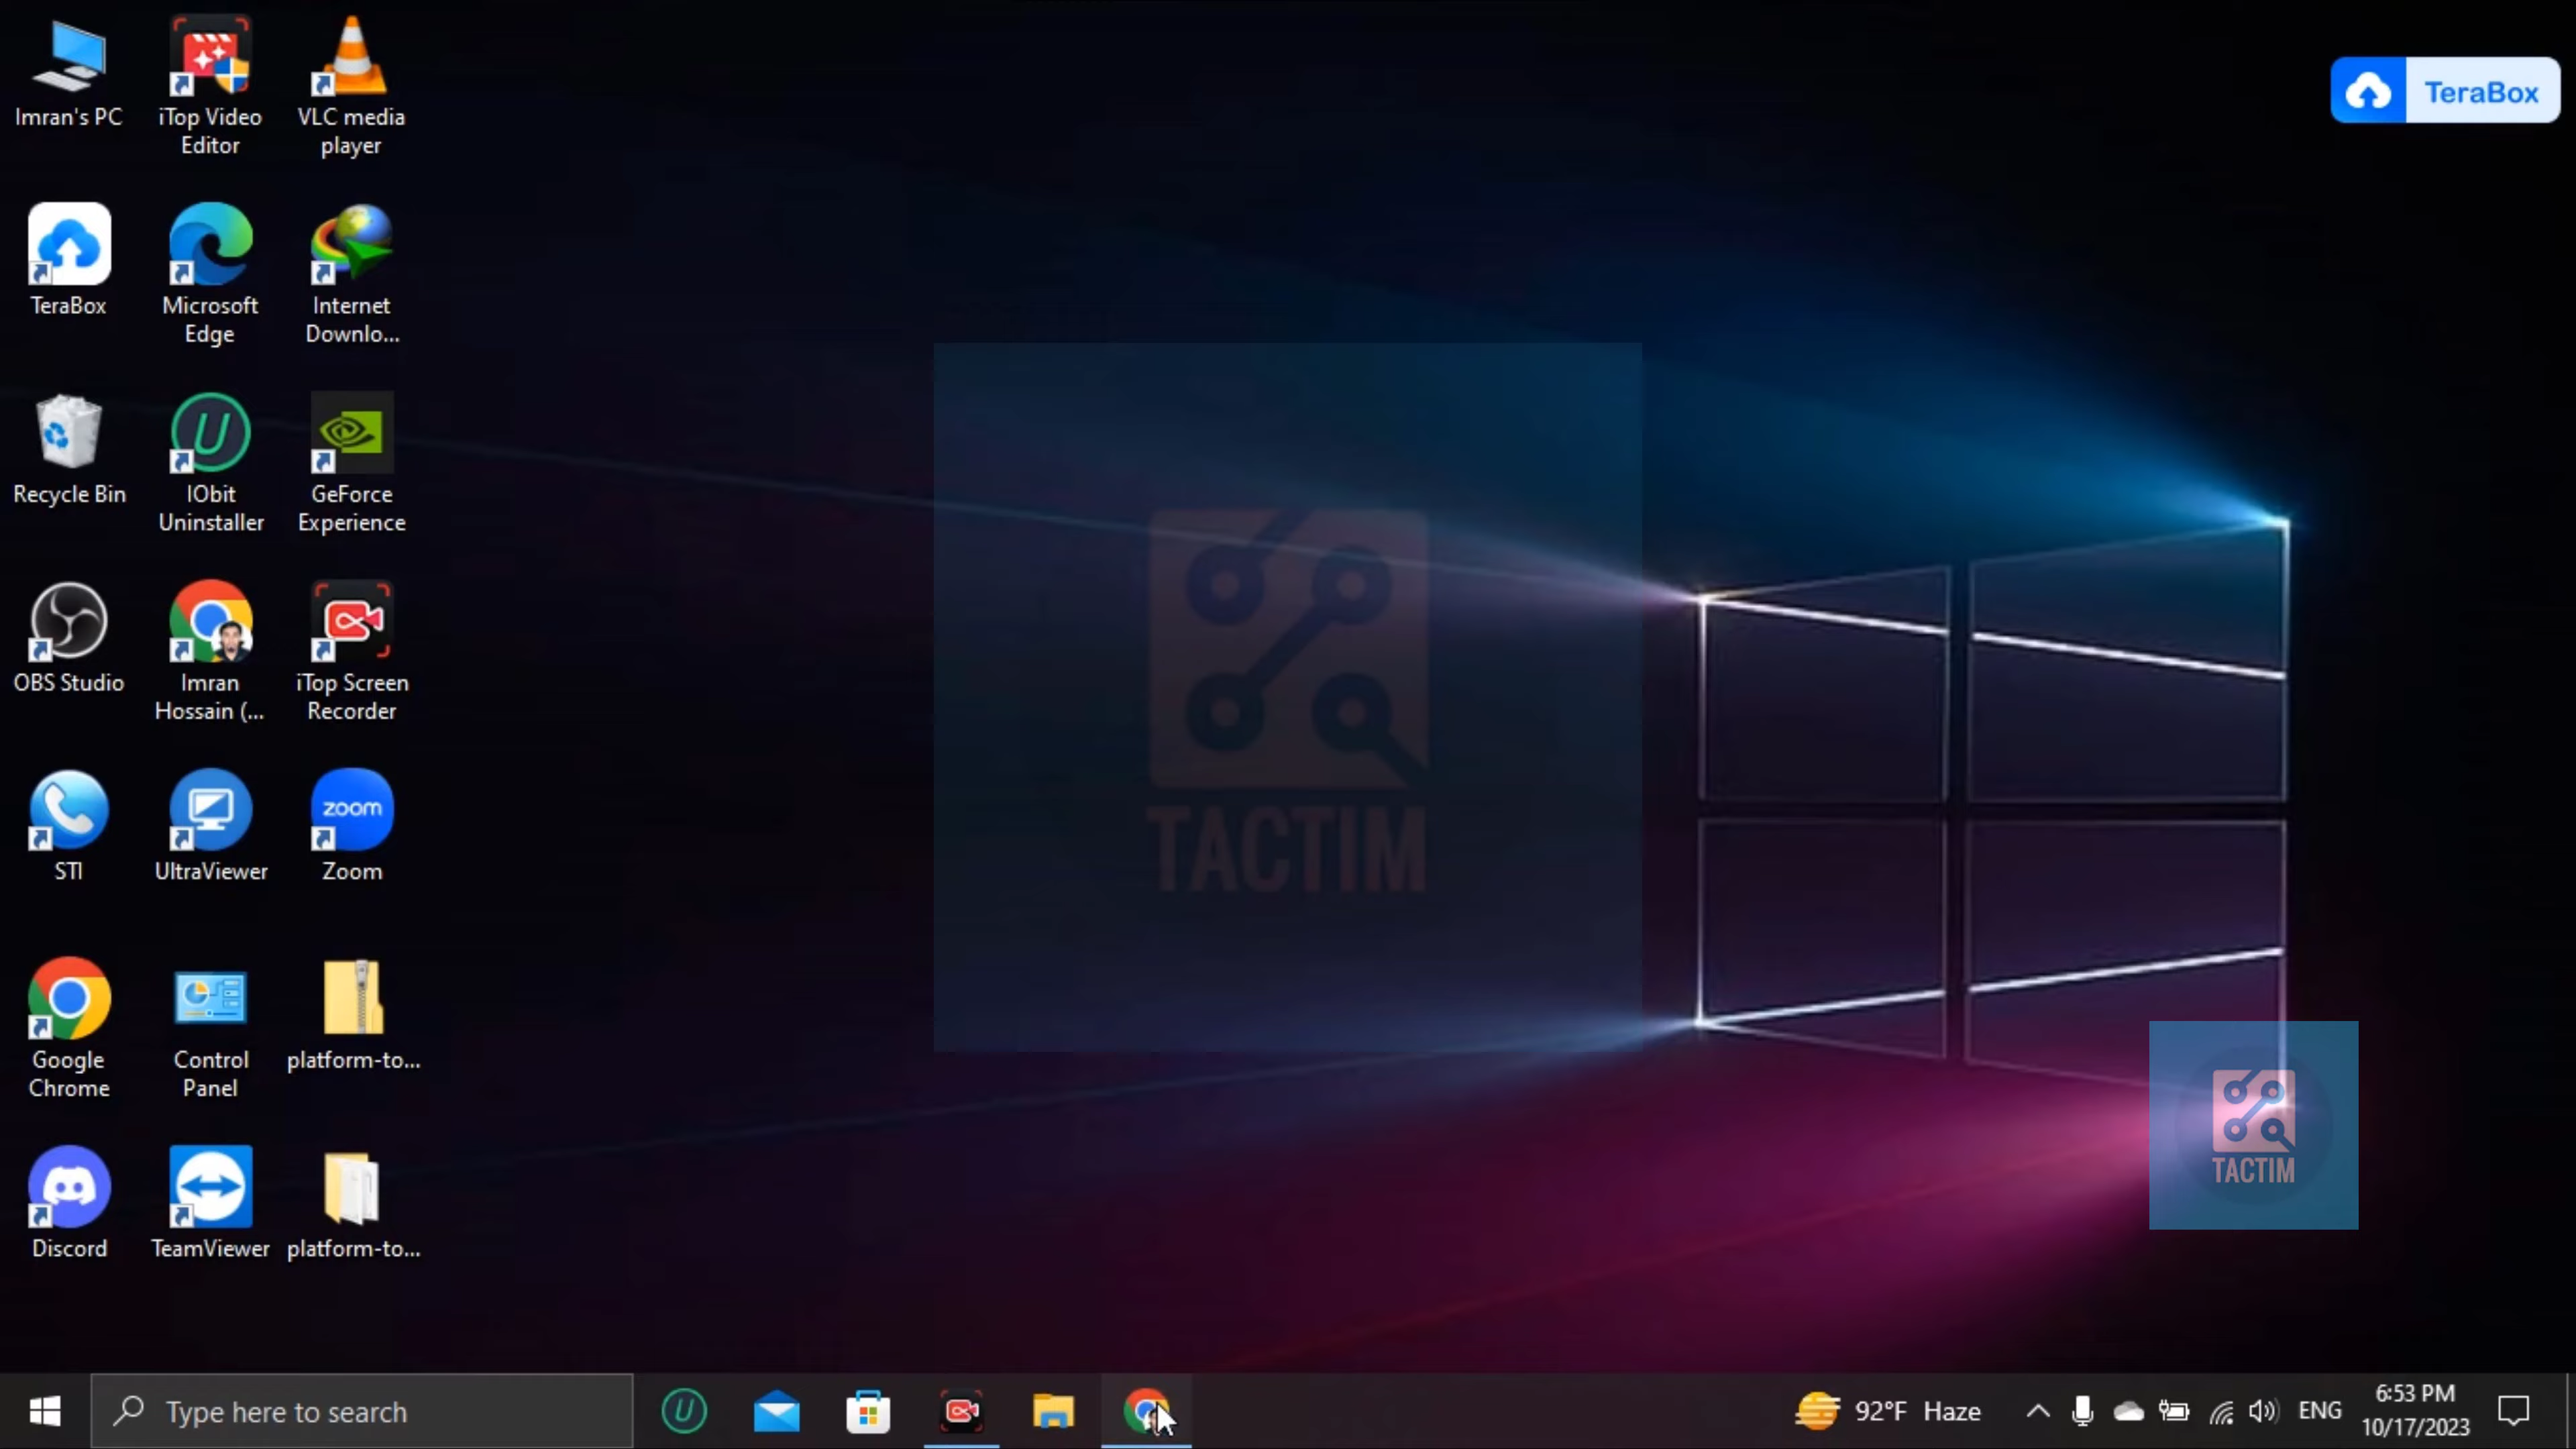 Imran's PC
iTop Video
Editor
VLC media
player
TeraBox
TeraBox
Microsoft
Edge
Internet
Downlo...
Recycle Bin
IObit
Uninstaller
GeForce
Experience
OBS Studio
Imran
Hossain (...
iTop Screen
Recorder
STI
UltraViewer
zoom
Zoom
TACTIM
Google
Chrome
Control
Panel
platform-to...
TACTIM
Discord
TeamViewer
platform-to...
Type here to search
92°F Haze
ENG
6:53 PM
10/17/2023